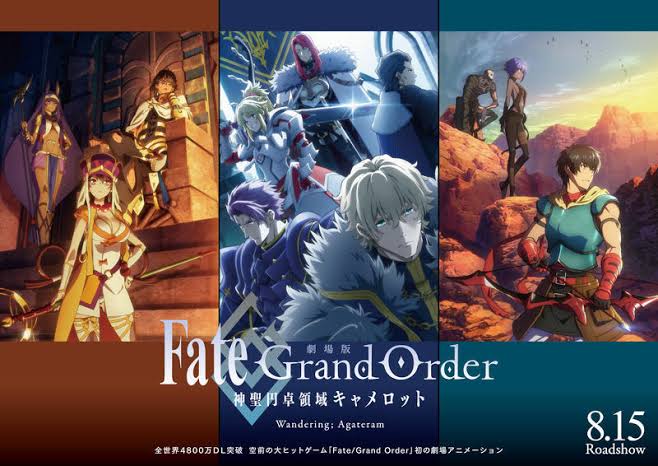 劇場版
Fate Grand Order
神聖円卓領域キャメロット
Wandering; Agateram
全世界4800万DL突破 空前の大ヒットゲーム「Fate/Grand Order」初の劇場アニメーション
8.15
Roadshow